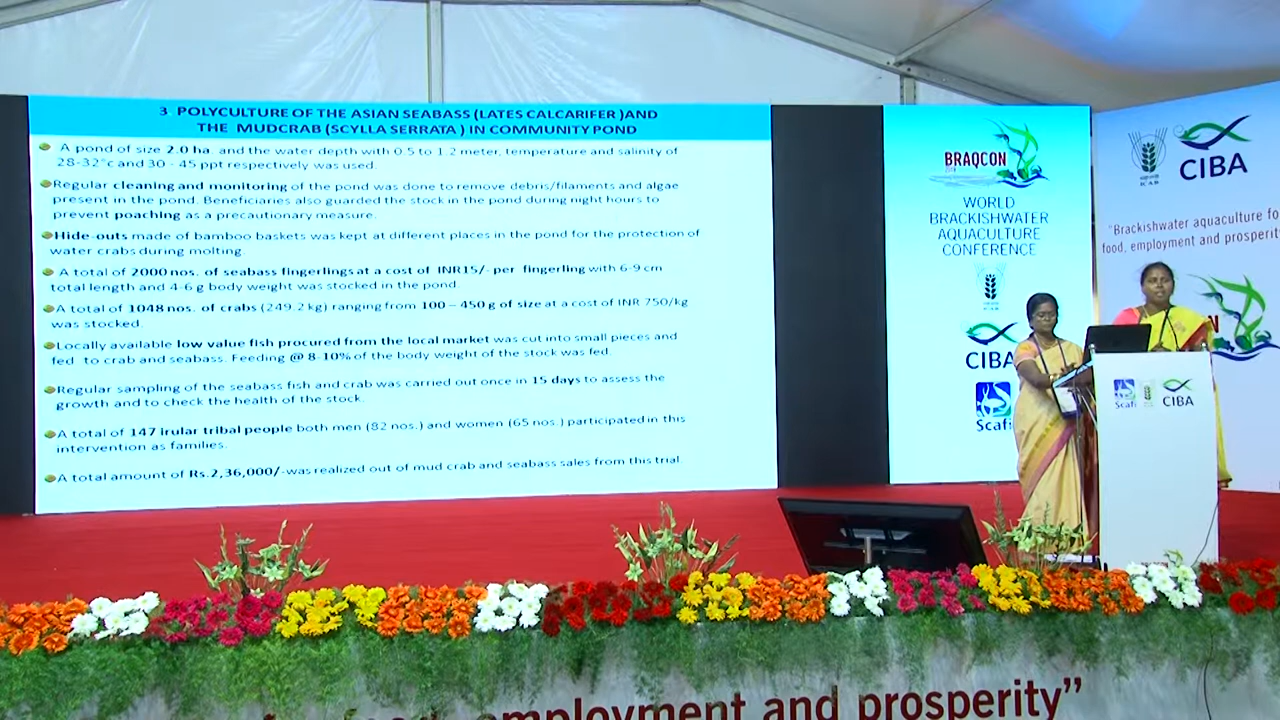 3 POLYCULTURE OF THE ASIAN SEABASS (LATES CALCARIFER )AND
THE MUDCRAB (SCYLLA SERRATA ) IN COMMUNITY POND
A pond of size 2.0 ha. and the water depth with 0.5 to 1.2 meter, temperature and salinity of
28-32°c and 30 - 45 ppt respectively was used.
Regular cleaning and monitoring of the pond was done to remove debris/filaments and algae
present in the pond. Beneficiaries also guarded the stock in the pond during night hours to
prevent poaching as a precautionary measure.
Hide-outs made of bamboo baskets was kept at different places in the pond for the protection of
water crabs during molting.
A total of 2000 nos. of seabass fingerlings at a cost of INR15/- per fingerling with 6-9 cm
total length and 4-6 g body weight was stocked in the pond.
A total of 1048 nos. of crabs (249.2 kg) ranging from 100 – 450 g of size at a cost of INR 750/kg
was stocked.
Locally available low value fish procured from the local market was cut into small pieces and
fed to crab and seabass. Feeding @ 8-10% of the body weight of the stock was fed.
Regular sampling of the seabass fish and crab was carried out once in 15 days to assess the
growth and to check the health of the stock.
A total of 147 irular tribal people both men (82 nos.) and women (65 nos.) participated in this
intervention as families.
A total amount of Rs.2,36,000/-was realized out of mud crab and seabass sales from this trial
BRAQCON
WORLD
BRACKISHWATER
AQUACULTURE
CONFERENCE
CIBA
Scafi
ICAR
CIBA
"Brackishwater aquaculture fo
food, employment and prosperity
N
Scafi
CIBA
employment and prosperity"